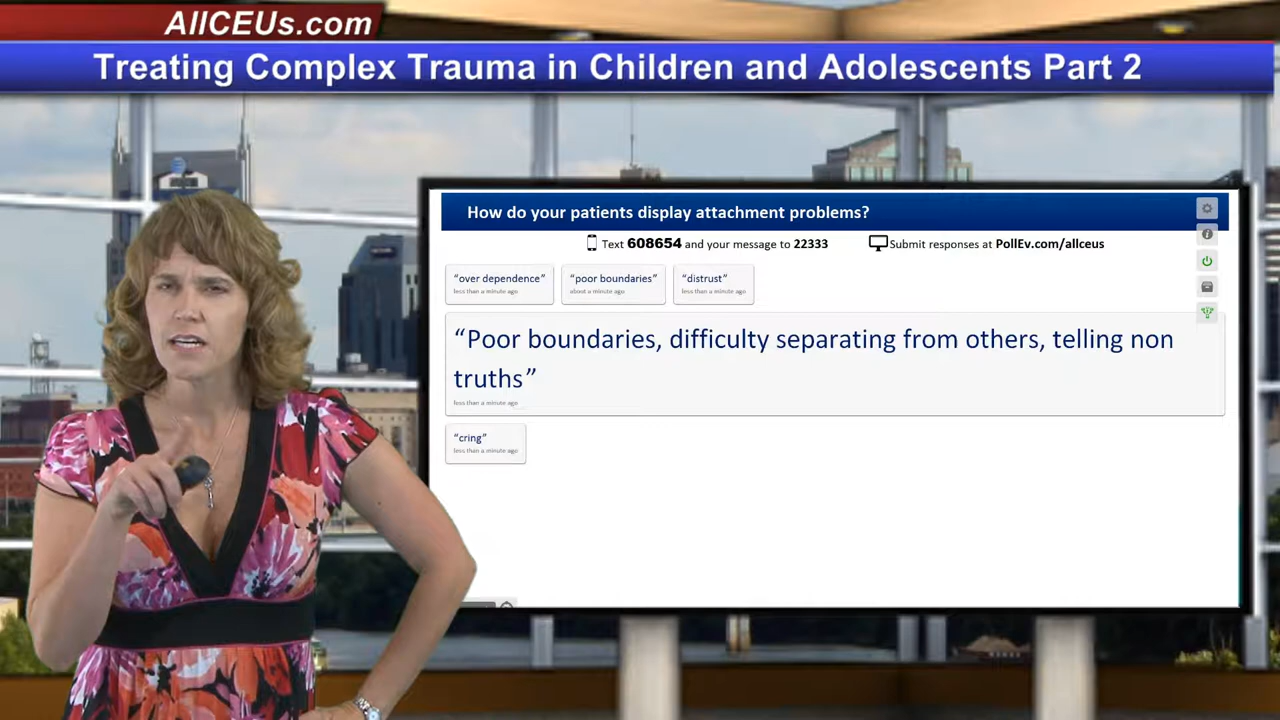 AllCEUs.com
Treating Complex Trauma in Children and Adolescents Part 2
How do your patients display attachment problems?
Text 608654 and your message to 22333
Submit responses at PollEv.com/allceus
“over dependence”
less than a minute ago
“poor boundaries”
about a minute ago
“distrust”
less than a minute ago
“Poor boundaries, difficulty separating from others, telling non
truths”
less than a minute ago
“cring”
less than a minute ago